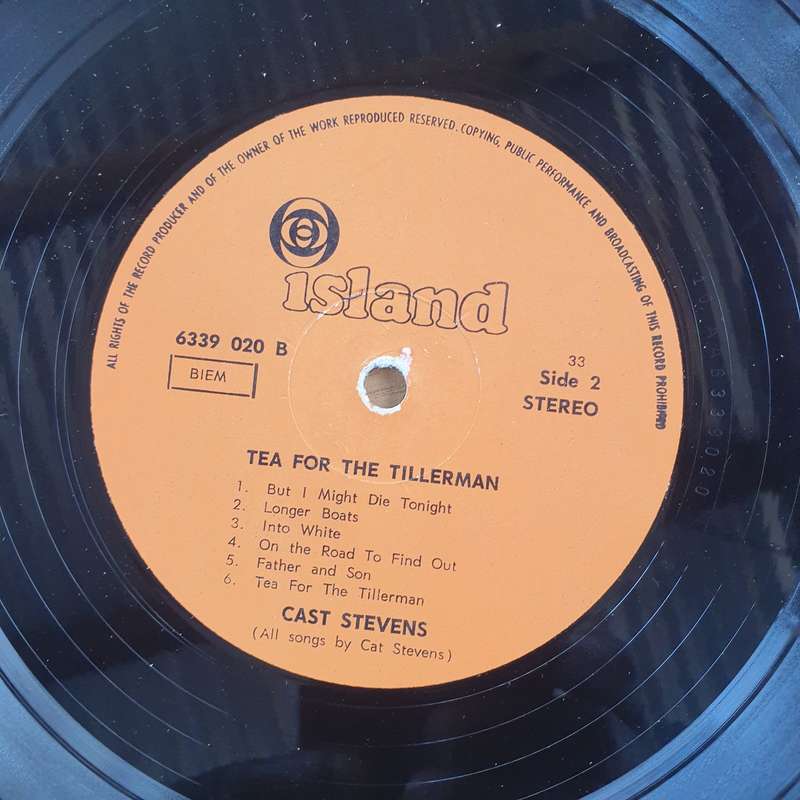 ALL RIGHTS OF THE RECORD PRODUCER AND OF THE OWNER OF THE WORK REPRODUCED RESERVED. COPYING, PUBLIC PERFORMANCE AND BROADCASTING OF THIS RECORD PROHIBITED
island
6339 020 B
BIEM
33
Side 2
STEREO
TEA FOR THE TILLERMAN
1. But I Might Die Tonight
2. Longer Boats
3. Into White
4. On the Road To Find Out
5. Father and Son
6. Tea For The Tillerman
CAST STEVENS
(All songs by Cat Stevens)